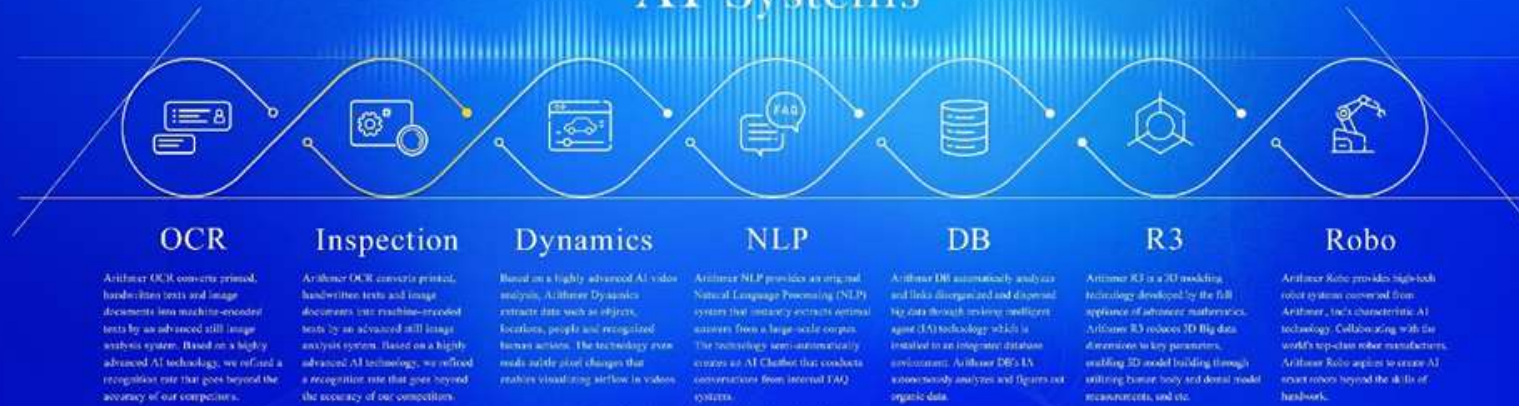 AI Systems
FAQ
OCR
Inspection
Dynamics
NLP
DB
R3
Robo
Arithmer OCR converts printed,
handwritten texts and image
documents into machine-encoded
texts by an advanced still image
analysis system. Based on a highly
advanced AI technology, we refined a
recognition rate that goes beyond the
accuracy of our competitors.
Arithmer OCR converts printed,
handwritten texts and image
documents into machine-encoded
texts by an advanced still image
analysis system. Based on a highly
advanced AI technology, we refined
a recognition rate that goes beyond
the accuracy of our competitors.
Based on a highly advanced AI video
analysis, Arithmer Dynamics
extracts data such as objects,
locations, people and recognized
human actions. The technology even
reads subtle pixel changes that
enables visualizing airflow in videos.
Arithmer NLP provides an original
Natural Language Processing (NLP)
system that instantly extracts optimal
answers from a large-scale corpus.
The technology semi-automatically
creates an AI Chatbot that conducts
conversations from internal FAQ
systems.
Arithmer DB automatically analyzes
and links disorganized and dispersed
big data through intelligent
agent (IA) technology which is
installed to an integrated database
environment. Arithmer DB's IA
autonomously analyzes and figures out
organic data.
Arithmer R3 is a 3D modeling
technology developed by the full
appliance of advanced mathematics.
Arithmer R3 reduces 3D Big data
dimensions to key parameters,
enabling 3D model building through
utilizing human body and dental model
measurements, and etc.
Arithmer Robo provides high-tech
robot systems converted from
Arithmer, inc's characteristic AI
technology. Collaborating with the
world's top-class robot manufacturers,
Arithmer Robo aspires to create AI
smart robots beyond the skills of
handwork.